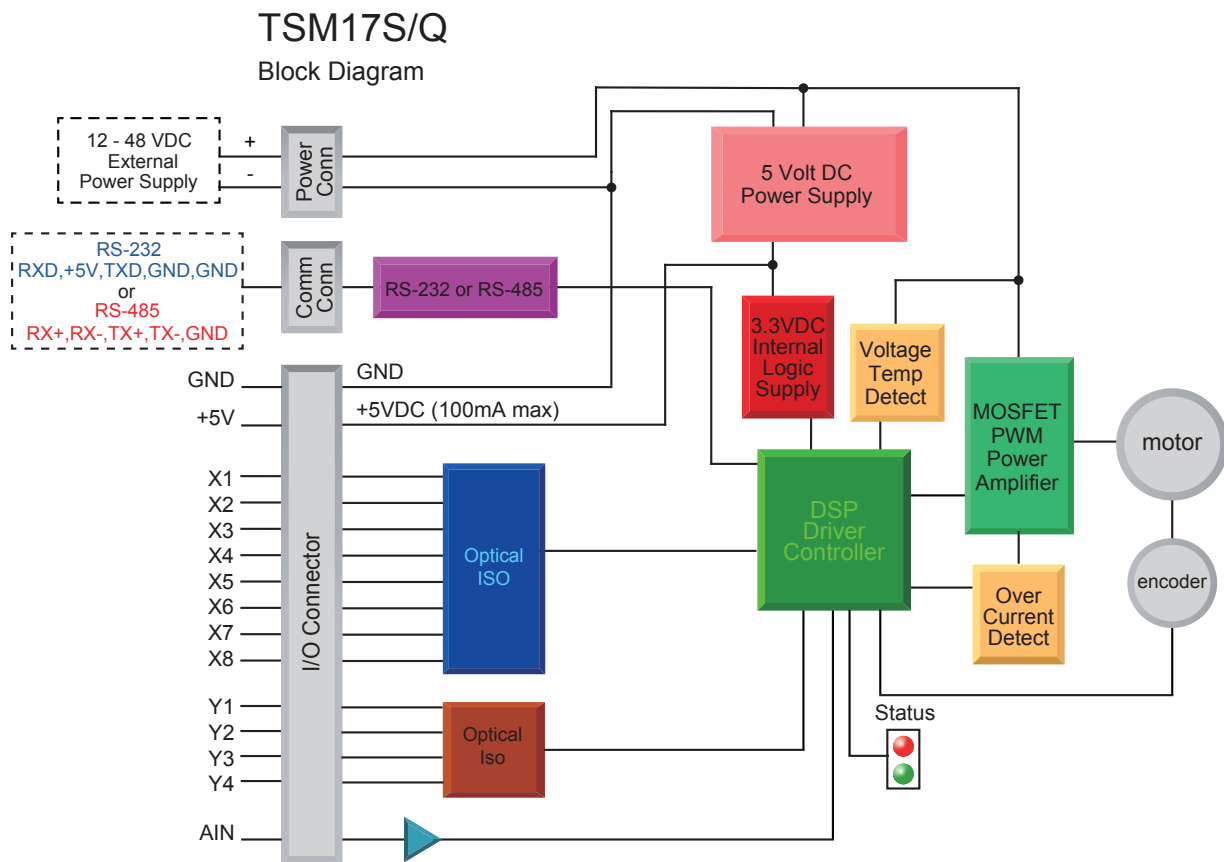 TSM17S/Q
Block Diagram
12 - 48 VDC
External
Power Supply
+
-
Power
Conn
5 Volt DC
Power Supply
RS-232
RXD,+5V,TXD,GND,GND
or
RS-485
RX+,RX-,TX+,TX-,GND
Comm
Conn
RS-232 or RS-485
3.3VDC
Internal
Logic
Supply
Voltage
Temp
Detect
MOSFET
PWM
Power
Amplifier
motor
encoder
GND
GND
+5V
+5VDC (100mA max)
I/O Connector
X1
X2
X3
X4
X5
X6
X7
X8
Optical
ISO
DSP
Driver
Controller
Over
Current
Detect
Y1
Y2
Y3
Y4
Optical
Iso
Status
AIN